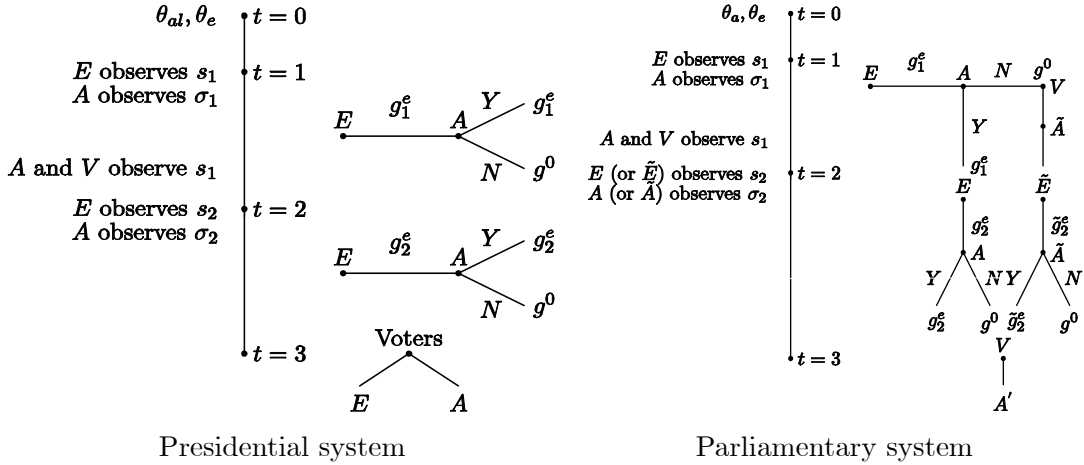 θ_{al}, θ_e t = 0
E observes s_1 t = 1
A observes σ_1
E g_1^e A Y g_1^e
N g^0
A and V observe s_1
E observes s_2 t = 2
A observes σ_2
E g_2^e A Y g_2^e
N g^0
Voters
t = 3
E A
Presidential system
θ_a, θ_e t = 0
E observes s_1 t = 1
A observes σ_1
E g_1^e A N g^0 V
Y Ã
A and V observe s_1
g_1^e
E (or Ẽ) observes s_2 t = 2
E Ẽ
A (or Ã) observes σ_2
g_2^e g̃_2^e
A Ã
Y N Y N
g_2^e g^0 g̃_2^e g^0
V
t = 3
A'
Parliamentary system